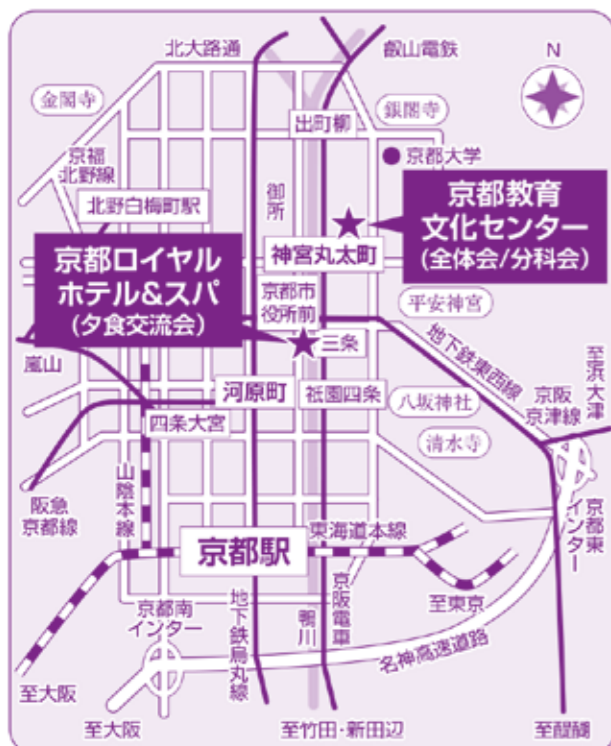 北大路通
叡山電鉄
N
金閣寺
出町柳
銀閣寺
京福
北野線
京都大学
御所
北野白梅町駅
京都教育
文化センター
(全体会/分科会)
神宮丸太町
京都ロイヤル
ホテル&スパ
(夕食交流会)
京都市
役所前
平安神宮
三条
地下鉄東西線
至浜大津
嵐山
河原町
祇園四条
八坂神社
京阪
京津線
四条大宮
清水寺
山陰本線
阪急
京都線
京都東
インター
東海道本線
京都駅
至東京
京都南
インター
地下鉄烏丸線
鴨川
京阪電車
名神高速道路
至大阪
至大阪
至竹田・新田辺
至醍醐